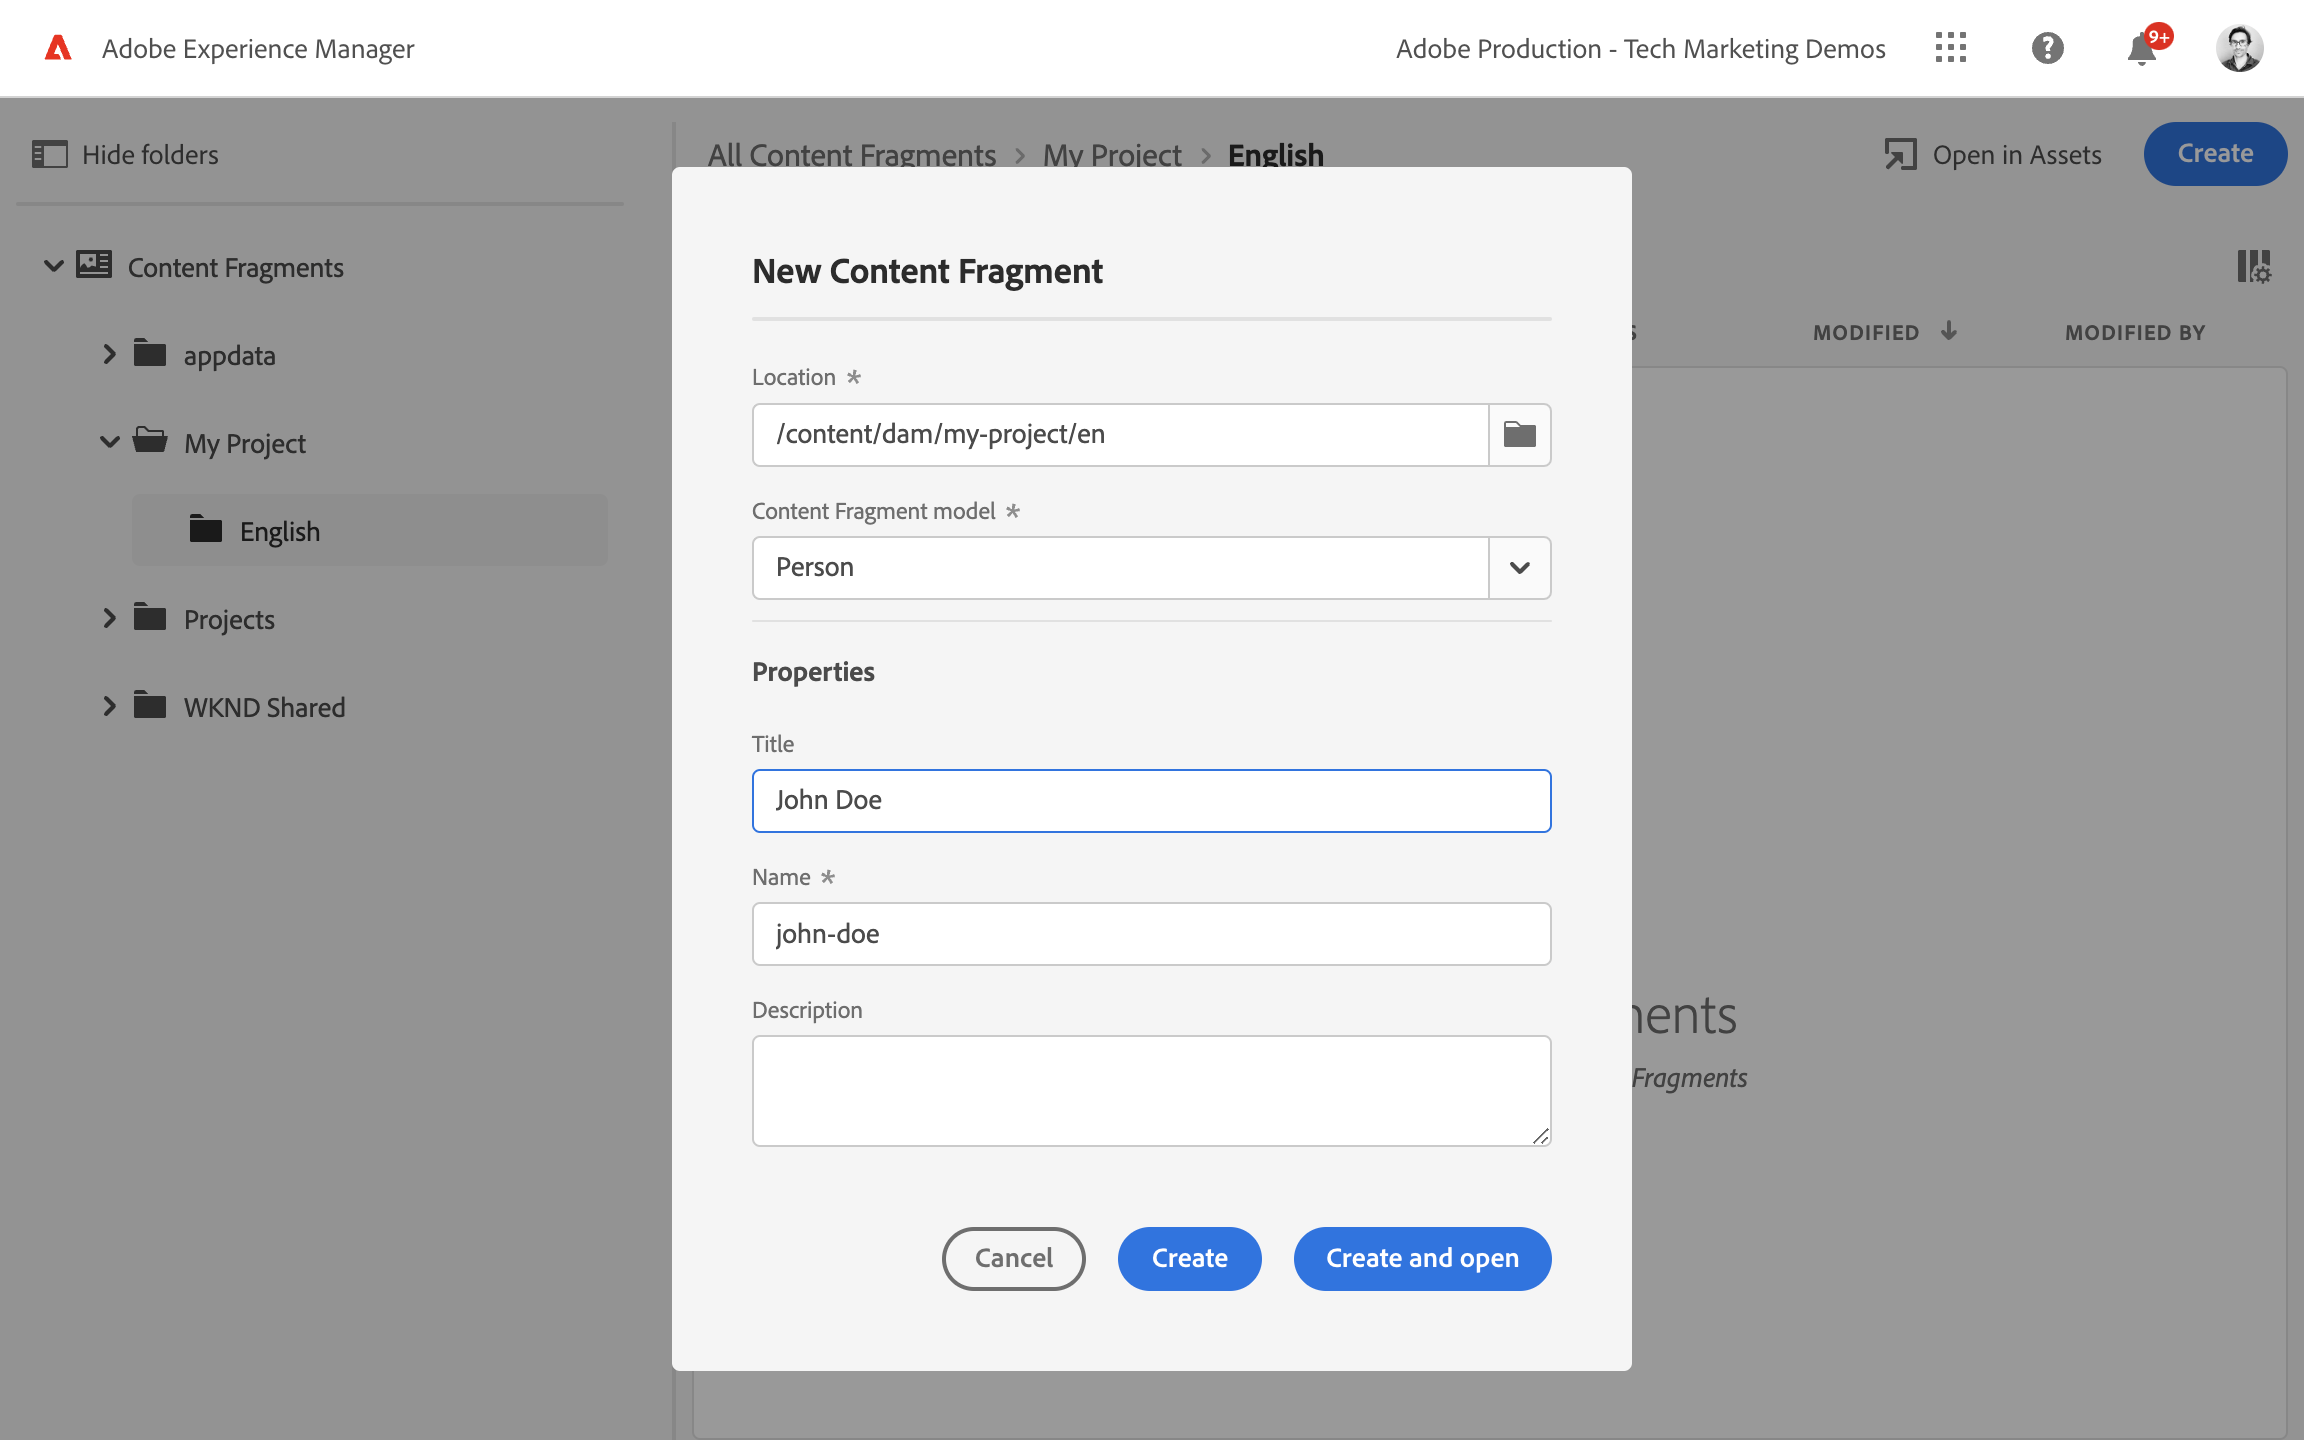 Adobe Experience Manager
Adobe Production - Tech Marketing Demos
9+
Hide folders
All Content Fragments > My Project > English
Open in Assets
Create
Content Fragments
appdata
My Project
English
Projects
WKND Shared
MODIFIED
MODIFIED BY
New Content Fragment
Location *
/content/dam/my-project/en
Content Fragment model *
Person
Properties
Title
John Doe
Name *
john-doe
Description
Fragments
Cancel
Create
Create and open